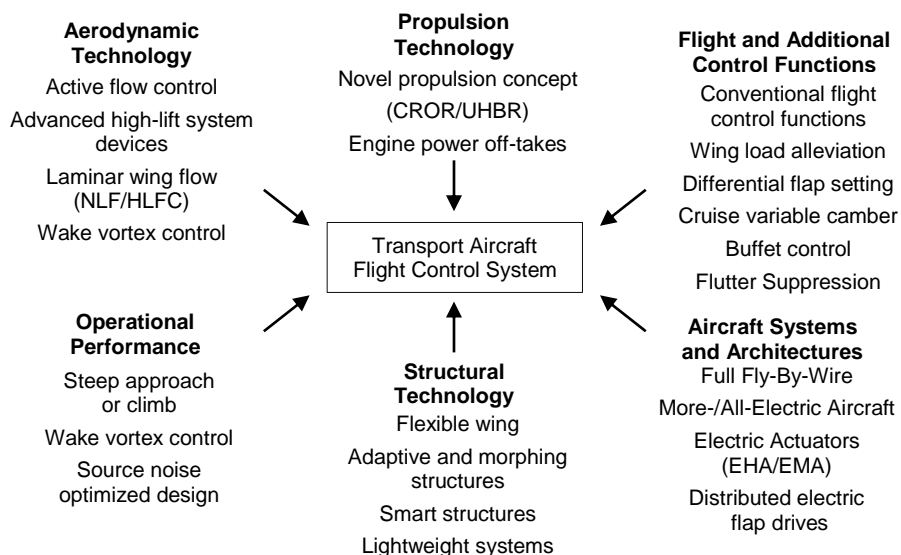 Aerodynamic
Technology
Active flow control
Advanced high-lift system
devices
Laminar wing flow
(NLF/HLFC)
Wake vortex control
Propulsion
Technology
Novel propulsion concept
(CROR/UHBR)
Engine power off-takes
Flight and Additional
Control Functions
Conventional flight
control functions
Wing load alleviation
Differential flap setting
Cruise variable camber
Buffet control
Flutter Suppression
Transport Aircraft
Flight Control System
Operational
Performance
Steep approach
or climb
Wake vortex control
Source noise
optimized design
Structural
Technology
Flexible wing
Adaptive and morphing
structures
Smart structures
Lightweight systems
Aircraft Systems
and Architectures
Full Fly-By-Wire
More-/All-Electric Aircraft
Electric Actuators
(EHA/EMA)
Distributed electric
flap drives